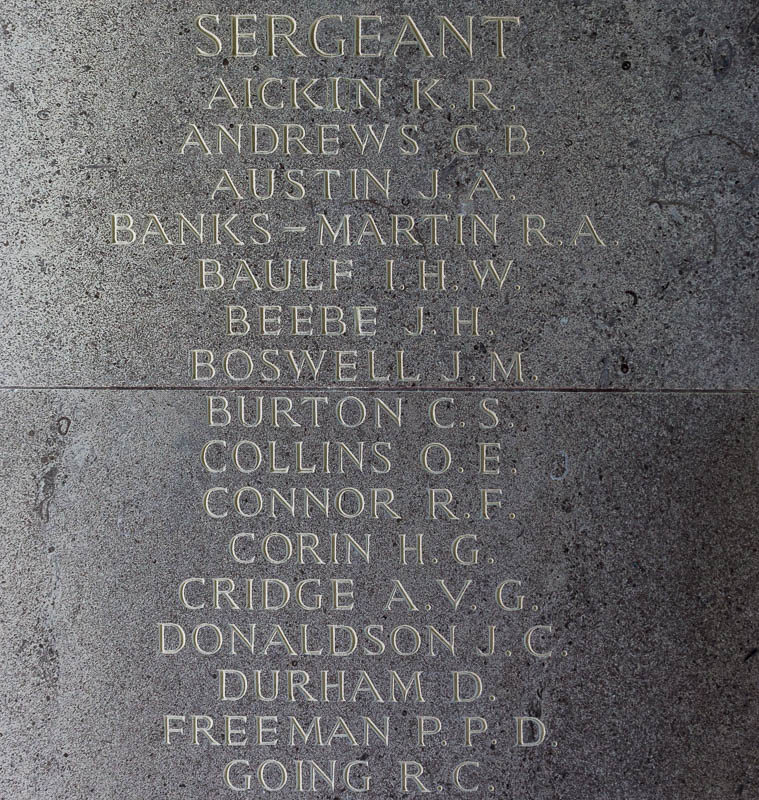 SERGEANT
AICKIN K.R.
ANDREWS C.B.
AUSTIN J.A.
BANKS-MARTIN R.A.
BAULF I.H.W.
BEEBE J.H.
BOSWELL J.M.
BURTON C.S.
COLLINS O.E.
CONNOR R.F.
CORIN H.G.
CRIDGE A.V.G.
DONALDSON J.C.
DURHAM D.
FREEMAN P.P.D.
GOING R.C.